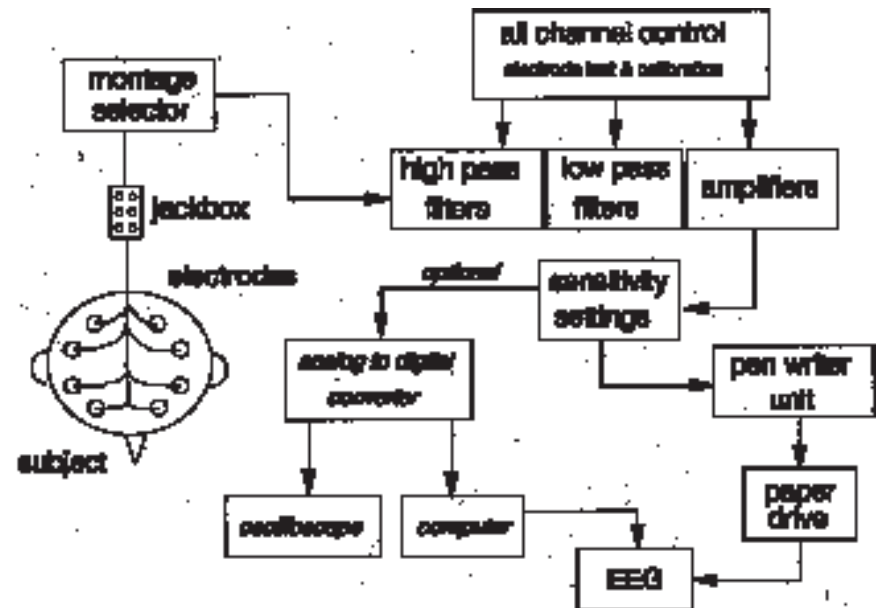 all channel control
electrode test & calibration
montage
selector
high pass
filters
low pass
filters
amplifiers
jackbox
electrodes
optional
sensitivity
settings
analog to digital
converter
pen writer
unit
subject
oscilloscope
computer
paper
drive
EEG